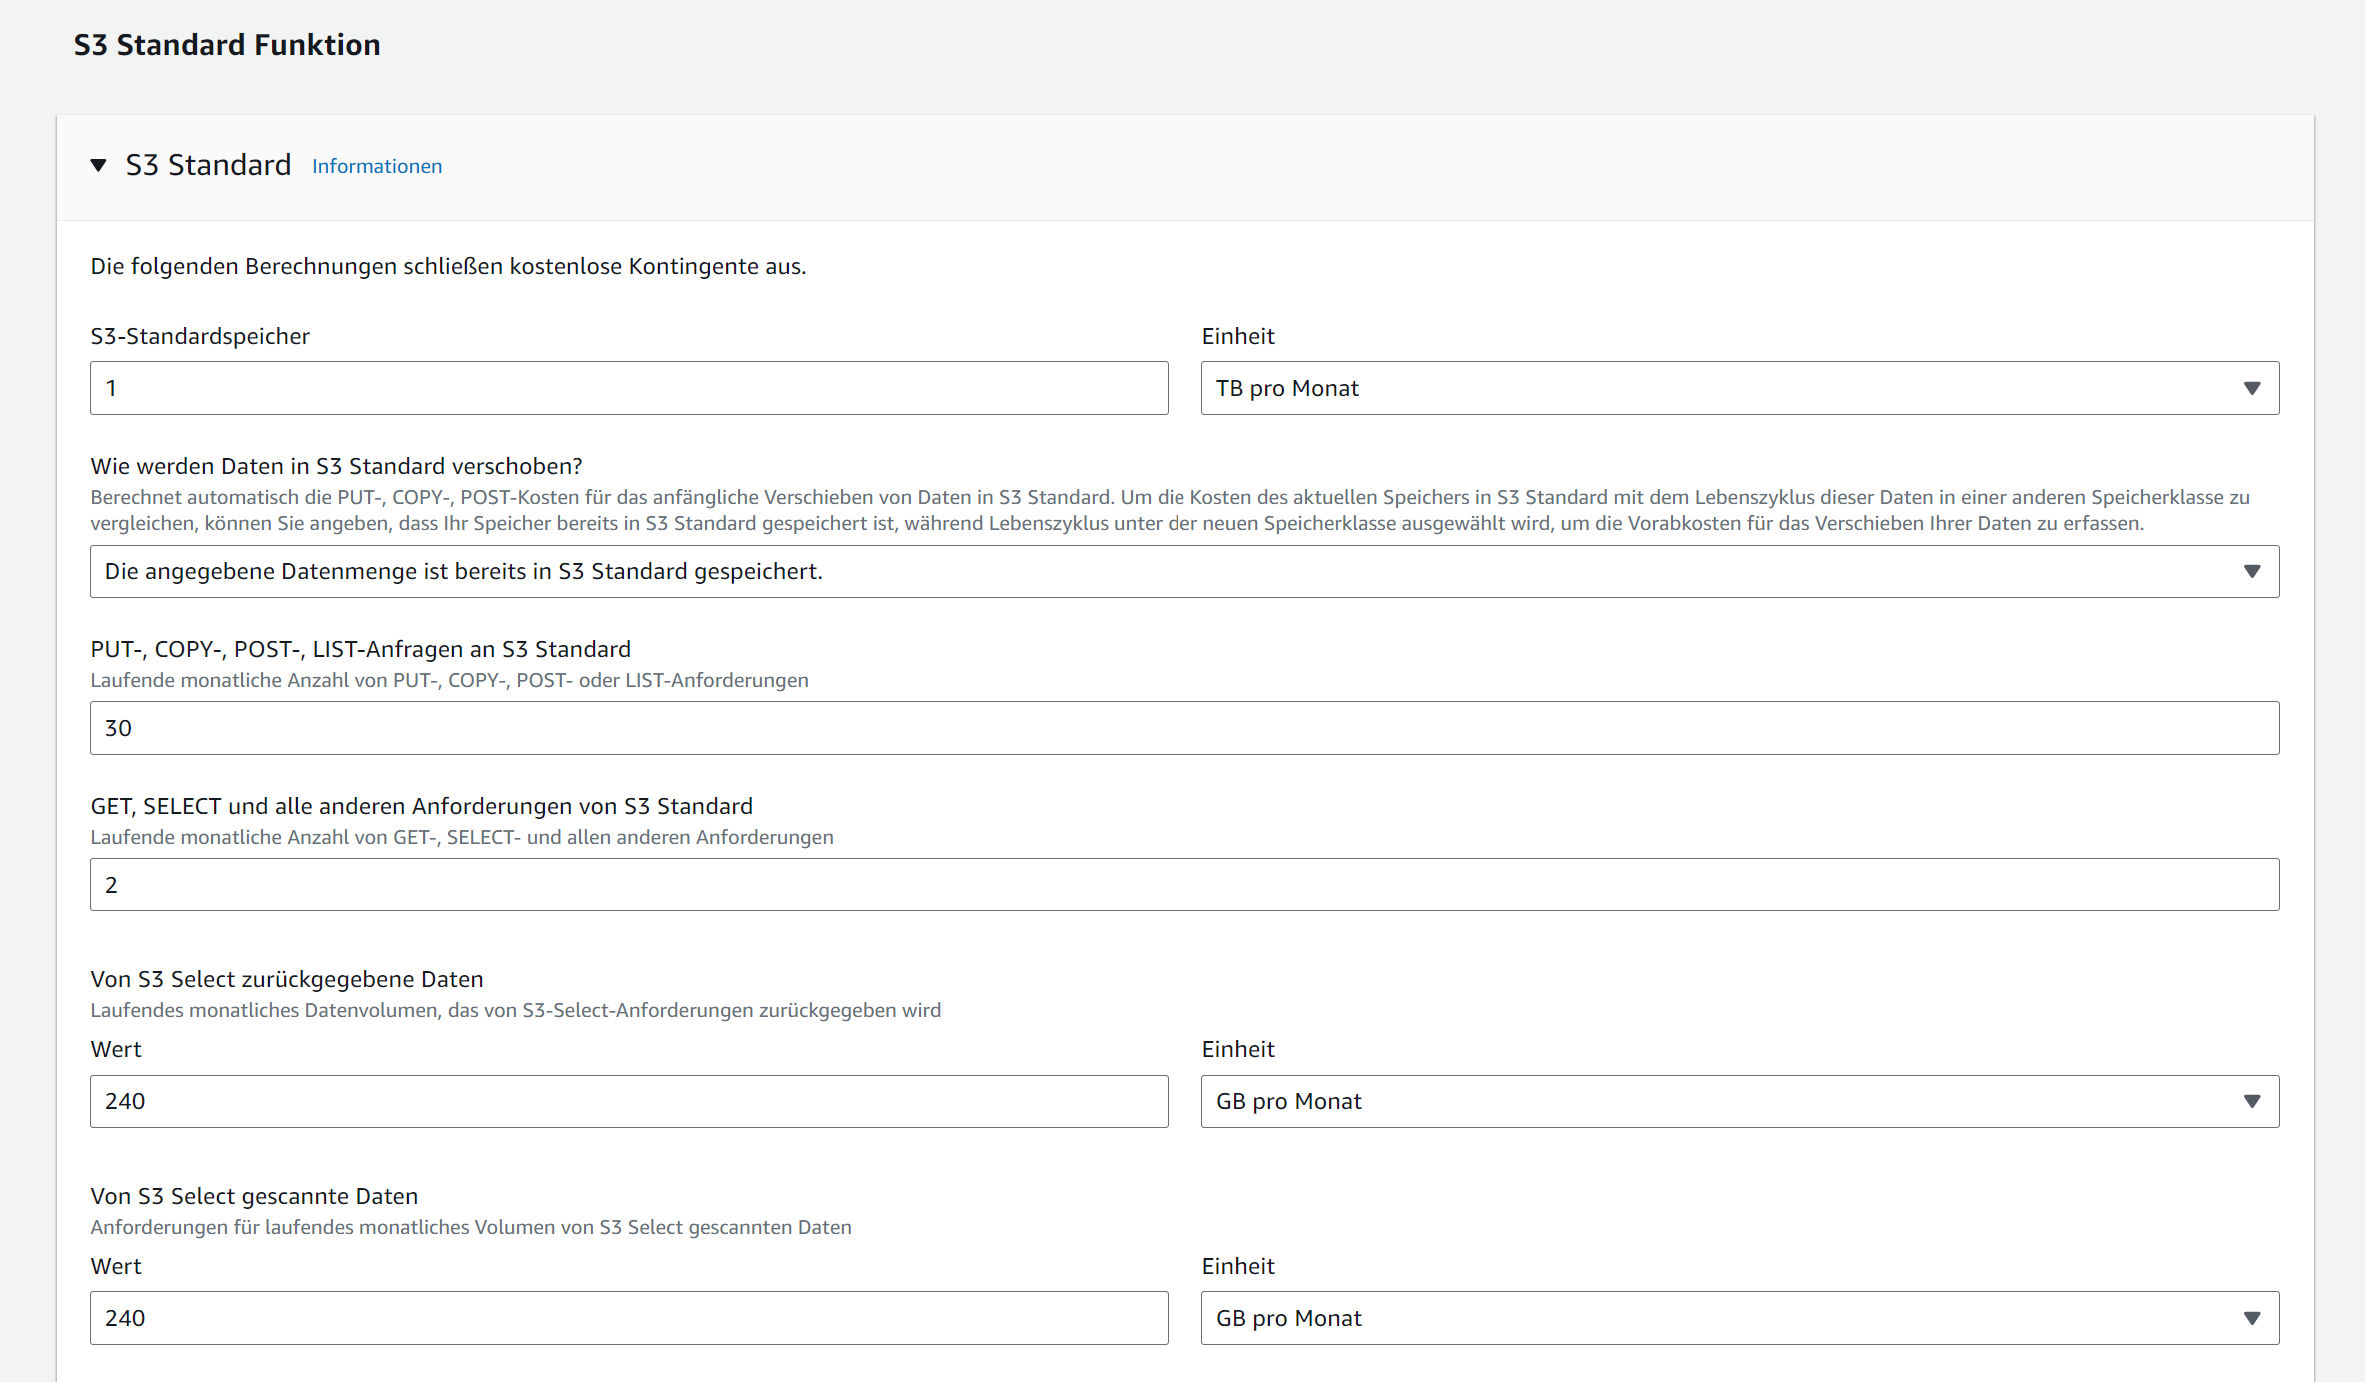 S3 Standard Funktion
S3 Standard Informationen
Die folgenden Berechnungen schließen kostenlose Kontingente aus.
S3-Standardspeicher
Einheit
1
TB pro Monat
Wie werden Daten in S3 Standard verschoben?
Berechnet automatisch die PUT-, COPY-, POST-Kosten für das anfängliche Verschieben von Daten in S3 Standard. Um die Kosten des aktuellen Speichers in S3 Standard mit dem Lebenszyklus dieser Daten in einer anderen Speicherklasse zu
vergleichen, können Sie angeben, dass Ihr Speicher bereits in S3 Standard gespeichert ist, während Lebenszyklus unter der neuen Speicherklasse ausgewählt wird, um die Vorabkosten für das Verschieben Ihrer Daten zu erfassen.
Die angegebene Datenmenge ist bereits in S3 Standard gespeichert.
PUT-, COPY-, POST-, LIST-Anfragen an S3 Standard
Laufende monatliche Anzahl von PUT-, COPY-, POST- oder LIST-Anforderungen
30
GET, SELECT und alle anderen Anforderungen von S3 Standard
Laufende monatliche Anzahl von GET-, SELECT- und allen anderen Anforderungen
2
Von S3 Select zurückgegebene Daten
Laufendes monatliches Datenvolumen, das von S3-Select-Anforderungen zurückgegeben wird
Wert
Einheit
240
GB pro Monat
Von S3 Select gescannte Daten
Anforderungen für laufendes monatliches Volumen von S3 Select gescannten Daten
Wert
Einheit
240
GB pro Monat